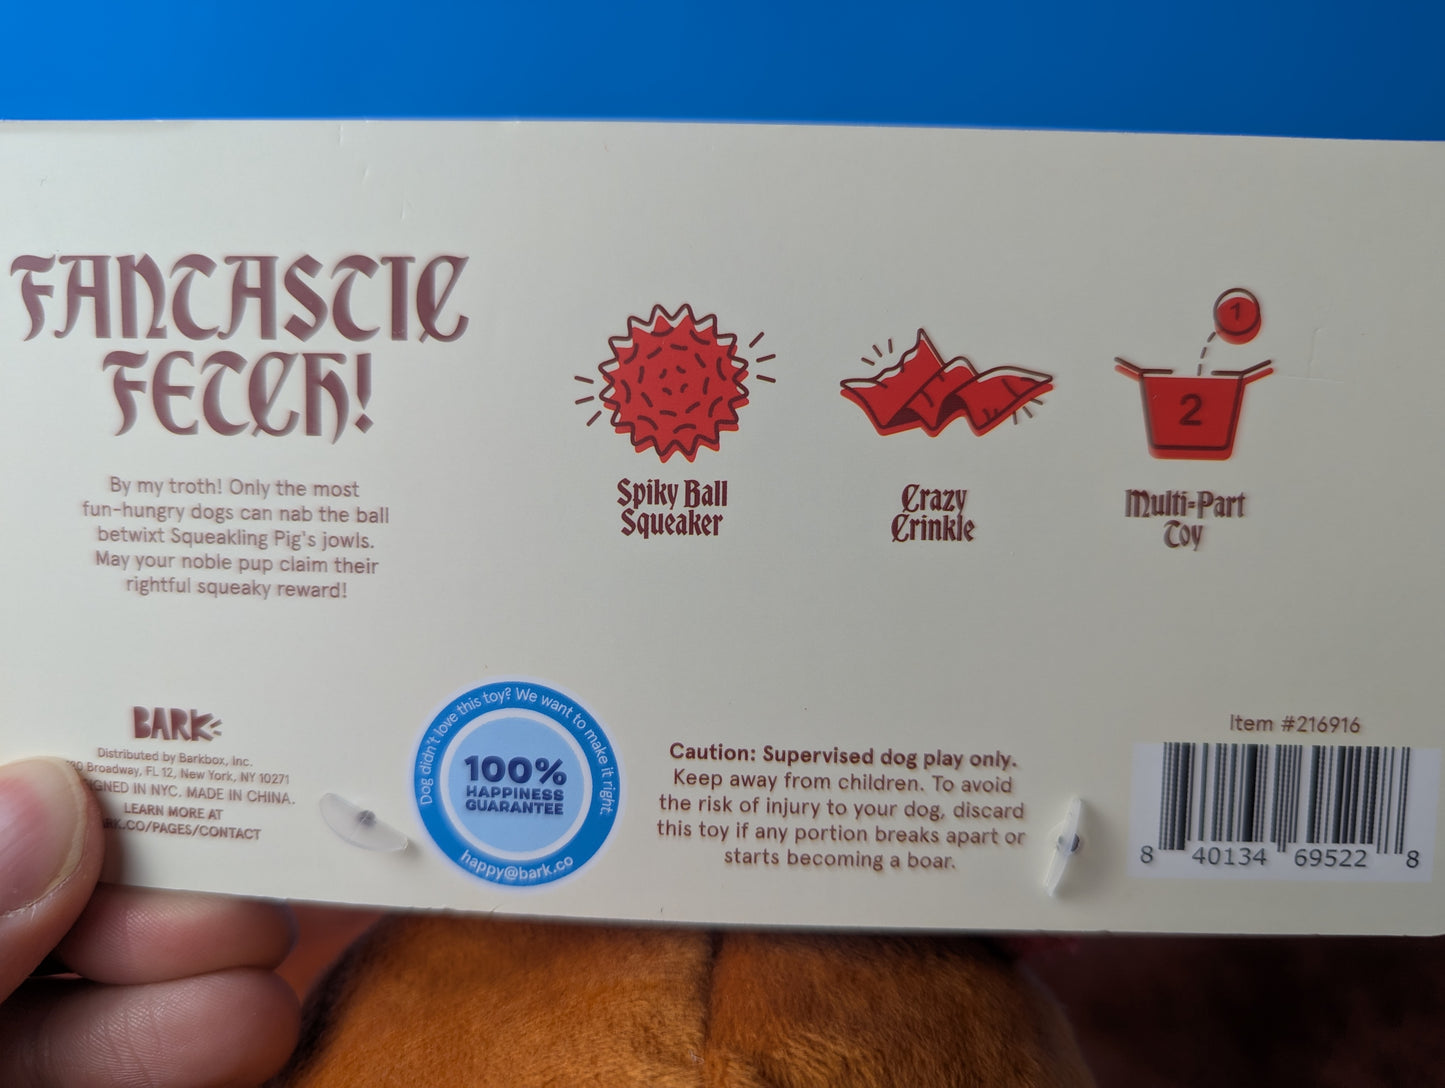 FANTASTIC
FETCH!
By my troth! Only the most
fun-hungry dogs can nab the ball
betwixt Squeakling Pig's jowls.
May your noble pup claim their
rightful squeaky reward!
Spiky Ball
Squeaker
Crazy
Crinkle
1
2
Multi-Part
Toy
BARK
Distributed by Barkbox, Inc.
Broadway, FL 12, New York, NY 10271
IN NYC. MADE IN CHINA.
LEARN MORE AT
Dog didn't love this toy? We want to make it right.
100%
HAPPINESS
GUARANTEE
happy@bark.co
Caution: Supervised dog play only.
Keep away from children. To avoid
the risk of injury to your dog, discard
this toy if any portion breaks apart or
starts becoming a boar.
Item #216916
8 40134 69522 8